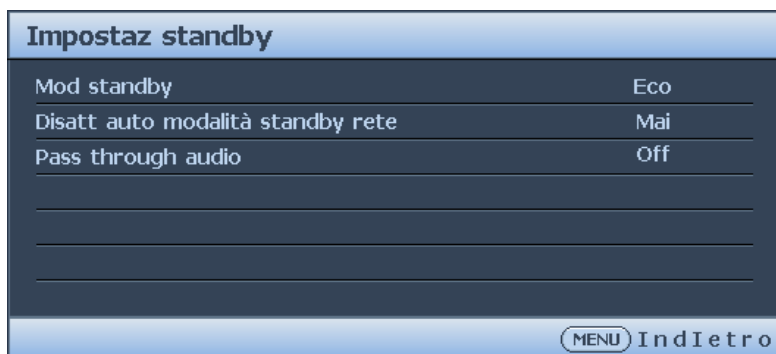 Impostaz standby
Mod standby Eco
Disatt auto modalità standby rete Mai
Pass through audio Off
MENU IndIetro